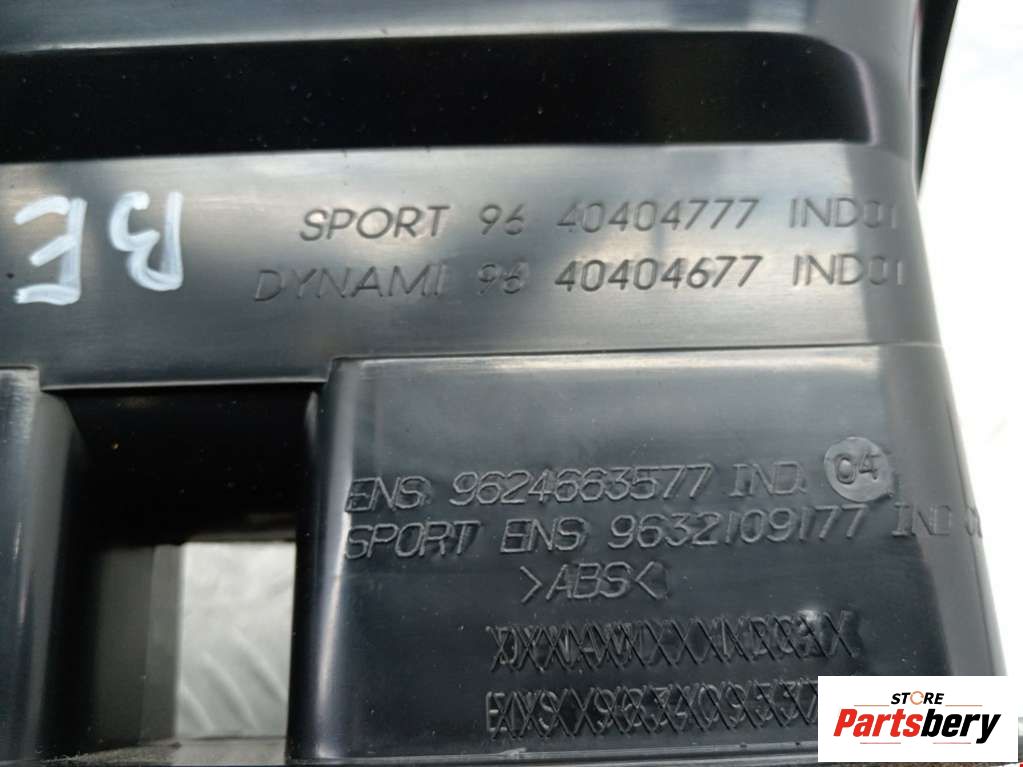 SPORT 96 40404777 IND01
DYNAMI 96 40404677 IND01
BE
ENS 9624663577 IND. 04
SPORT ENS 9632109177 IND
>ABS<
STORE
Partsbery